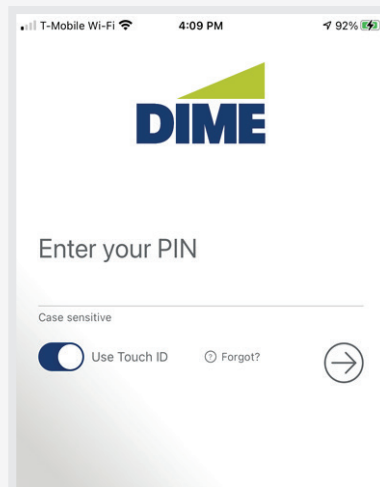 T-Mobile Wi-Fi 4:09 PM 92%
DIME
Enter your PIN
Case sensitive
Use Touch ID ? Forgot?